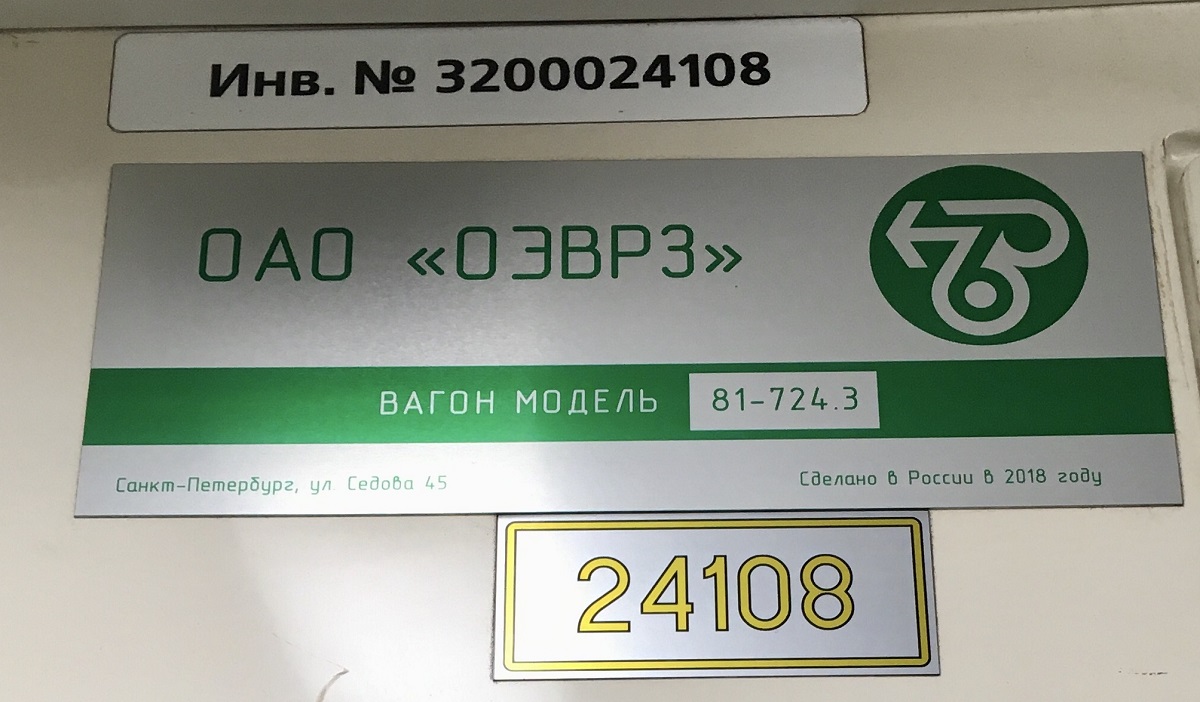 Инв. № 3200024108
ОАО «ОЭВРЗ»
ВАГОН МОДЕЛЬ 81-724.3
Санкт-Петербург, ул Седова 45
Сделано в России в 2018 году
24108